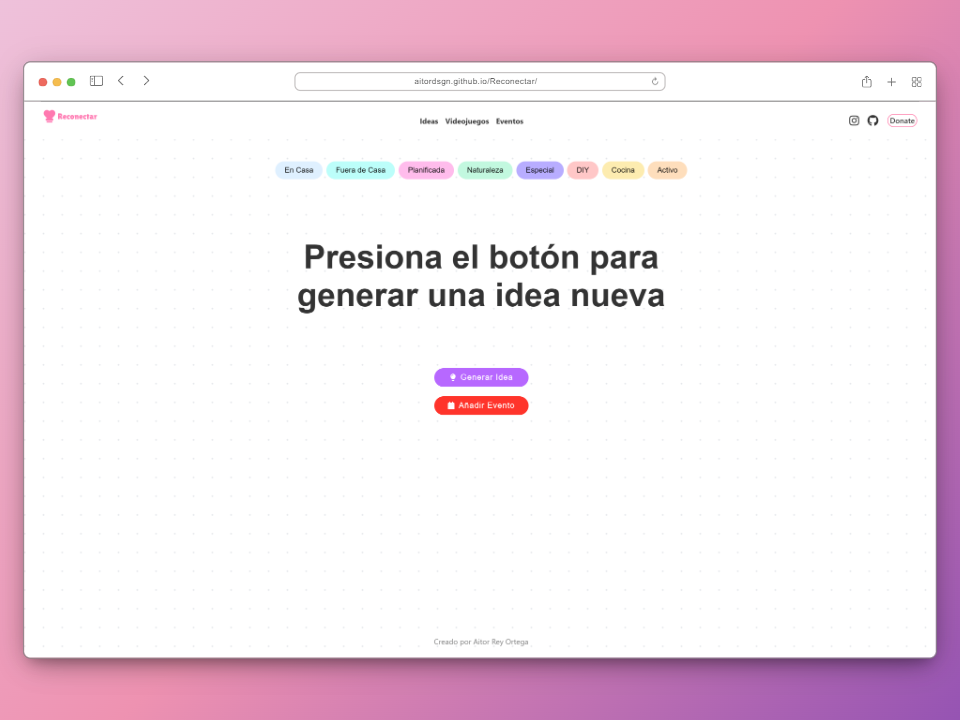 aitordsgn.github.io/Reconectar/
Reconectar
Ideas Videojuegos Eventos
Donate
En Casa Fuera de Casa Planificada Naturaleza Especial DIY Cocina Activo
Presiona el botón para
generar una idea nueva
Generar Idea
Añadir Evento
Creado por Aitor Rey Ortega